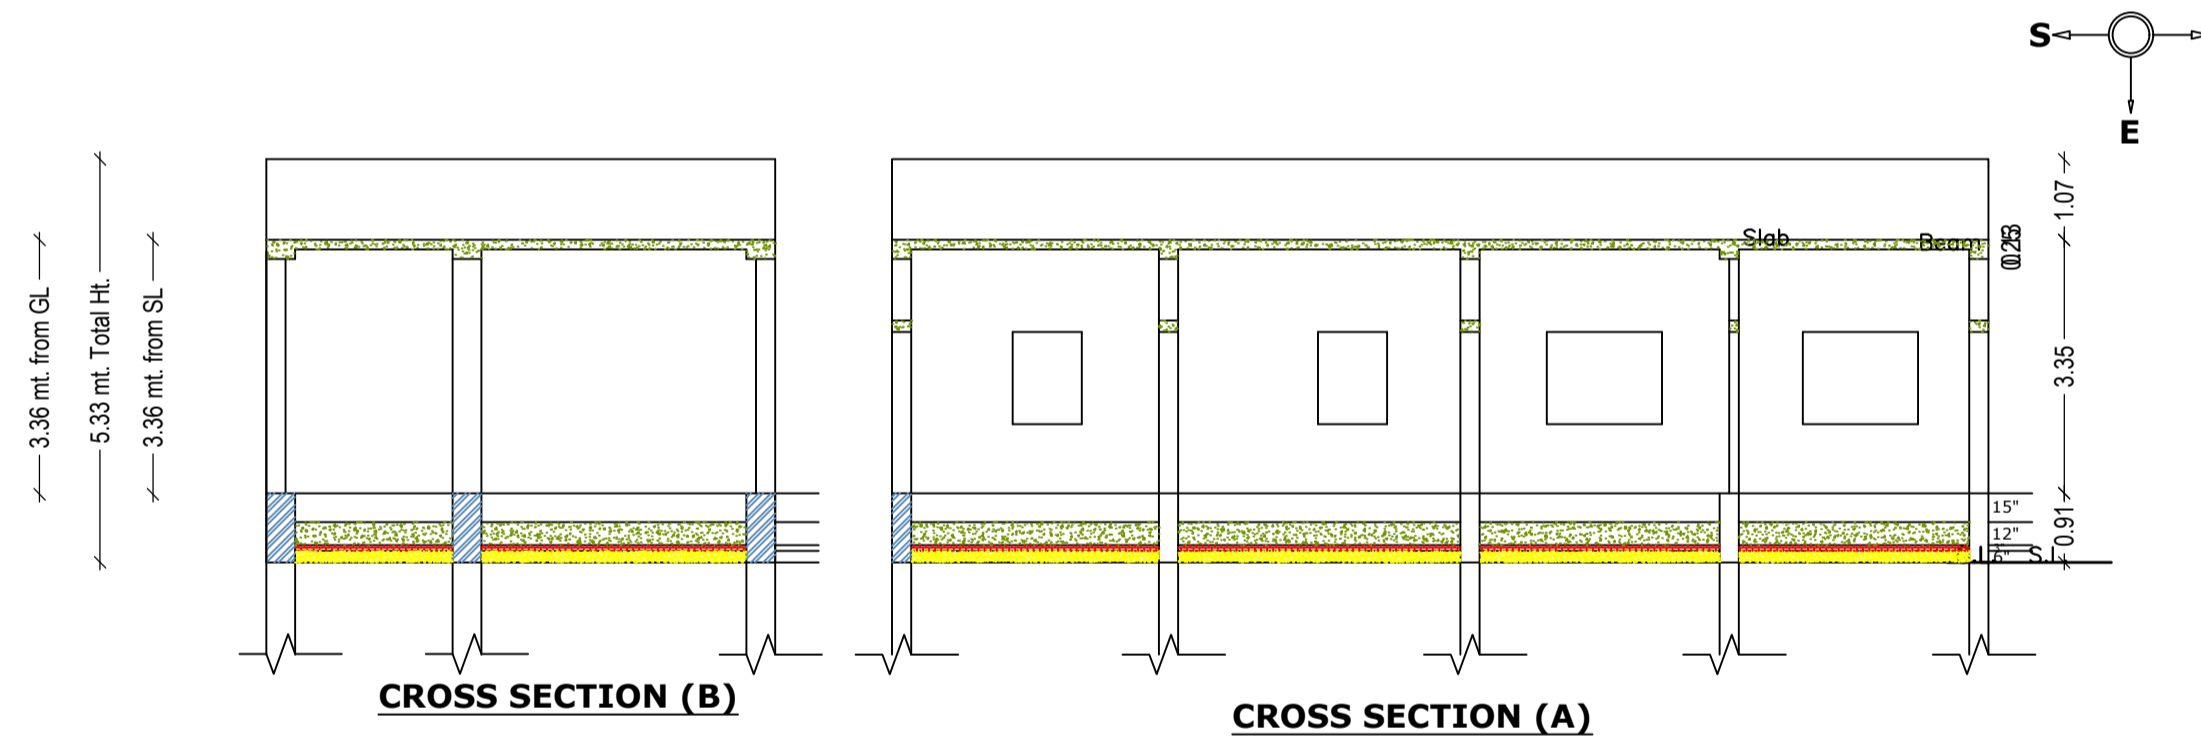 S
E
3.36 mt. from GL
5.33 mt. Total Ht.
3.36 mt. from SL
Slab
Beam
1.07
3.35
0.91
15"
12"
6"
CROSS SECTION (B)
CROSS SECTION (A)